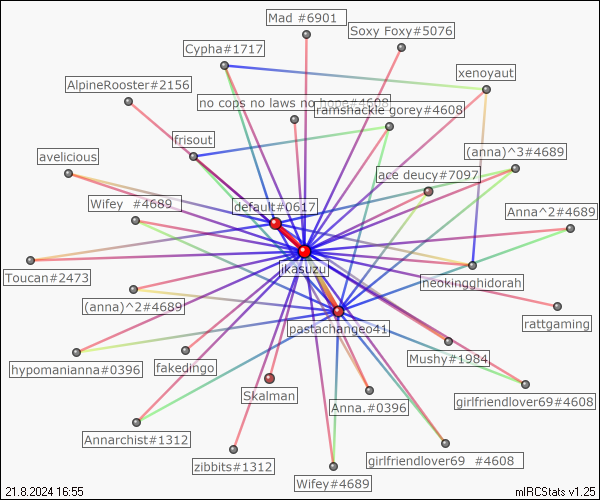 Mad #6901
Soxy Foxy#5076
Cypha#1717
xenoyaut
AlpineRooster#2156
no cops no laws no hope#4608
ramshackle gorey#4608
frisout
avelicious
(anna)^3#4689
ace deucy#7097
Wifey  #4689
default#0617
Anna^2#4689
jikasuzu
Toucan#2473
neokingghidorah
(anna)^2#4689
pastachangeo41
rattgaming
hypomanianna#0396
fakedingo
Mushy#1984
Skalman
Anna.#0396
girlfriendlover69#4608
Annarchist#1312
zibbits#1312
girlfriendlover69  #4608
Wifey#4689
21.8.2024 16:55
mIRCStats v1.25